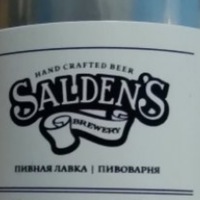 HAND CRAFTED BEER
SALDEN'S
BREWERY
ПИВНАЯ ЛАВКА | ПИВОВАРНЯ